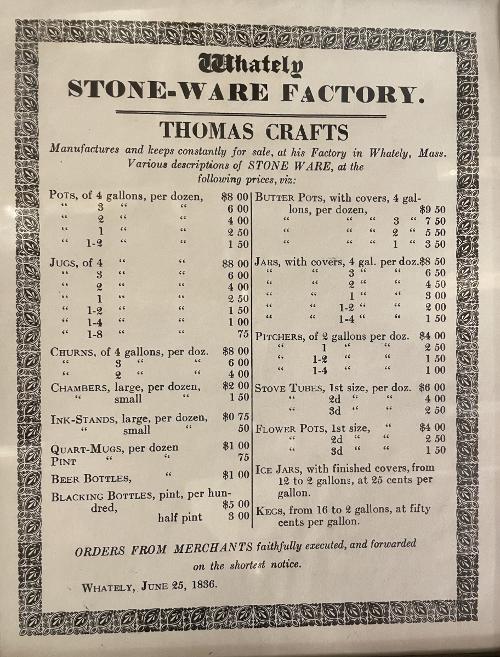 Whately
STONE-WARE FACTORY.
THOMAS CRAFTS
Manufactures and keeps constantly for sale, at his Factory in Whately, Mass.
Various descriptions of STONE WARE, at the
following prices, viz:
POTS, of 4 gallons, per dozen, $8 00
“ 3 “ “ 6 00
“ 2 “ “ 4 00
“ 1 “ “ 2 50
“ 1-2 “ “ 1 50
JUGS, of 4 “ “ $8 00
“ 3 “ “ 6 00
“ 2 “ “ 4 00
“ 1 “ “ 2 50
“ 1-2 “ “ 1 50
“ 1-4 “ “ 1 00
“ 1-8 “ “ 75
CHURNS, of 4 gallons, per doz. $8 00
“ 3 “ “ 6 00
“ 2 “ “ 4 00
CHAMBERS, large, per dozen, $2 00
“ small “ 1 50
INK-STANDS, large, per dozen, $0 75
“ small “ 50
QUART-MUGS, per dozen $1 00
PINT “ “ 75
BEER BOTTLES, “ $1 00
BLACKING BOTTLES, pint, per hun-
dred, $5 00
half pint 3 00
BUTTER POTS, with covers, 4 gal-
lons, per dozen, $9 50
“ “ “ 3 “ 7 50
“ “ “ 2 “ 5 50
“ “ “ 1 “ 3 50
JARS, with covers, 4 gal. per doz. $8 50
“ “ 3 “ “ 6 50
“ “ 2 “ “ 4 50
“ “ 1 “ “ 3 00
“ “ 1-2 “ “ 2 00
“ “ 1-4 “ “ 1 50
PITCHERS, of 2 gallons per doz. $4 00
“ 1 “ “ 2 50
“ 1-2 “ “ 1 50
“ 1-4 “ “ 1 00
STOVE TUBES, 1st size, per doz. $6 00
“ 2d “ “ 4 00
“ 3d “ “ 2 50
FLOWER POTS, 1st size, “ $4 00
“ 2d “ “ 2 50
“ 3d “ “ 1 50
ICE JARS, with finished covers, from
12 to 2 gallons, at 25 cents per
gallon.
KEGS, from 16 to 2 gallons, at fifty
cents per gallon.
ORDERS FROM MERCHANTS faithfully executed, and forwarded
on the shortest notice.
WHATELY, JUNE 25, 1836.